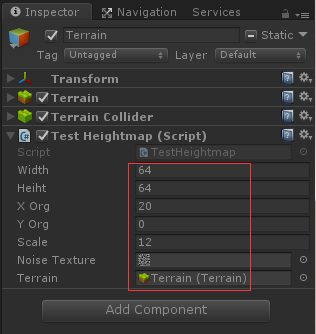 Inspector Navigation Services
Terrain Static
Tag Untagged Layer Default
Transform
Terrain
Terrain Collider
Test Heightmap (Script)
Script TestHeightmap
Width 64
Heiht 64
X Org 20
Y Org 0
Scale 12
Noise Texture
Terrain Terrain (Terrain)
Add Component